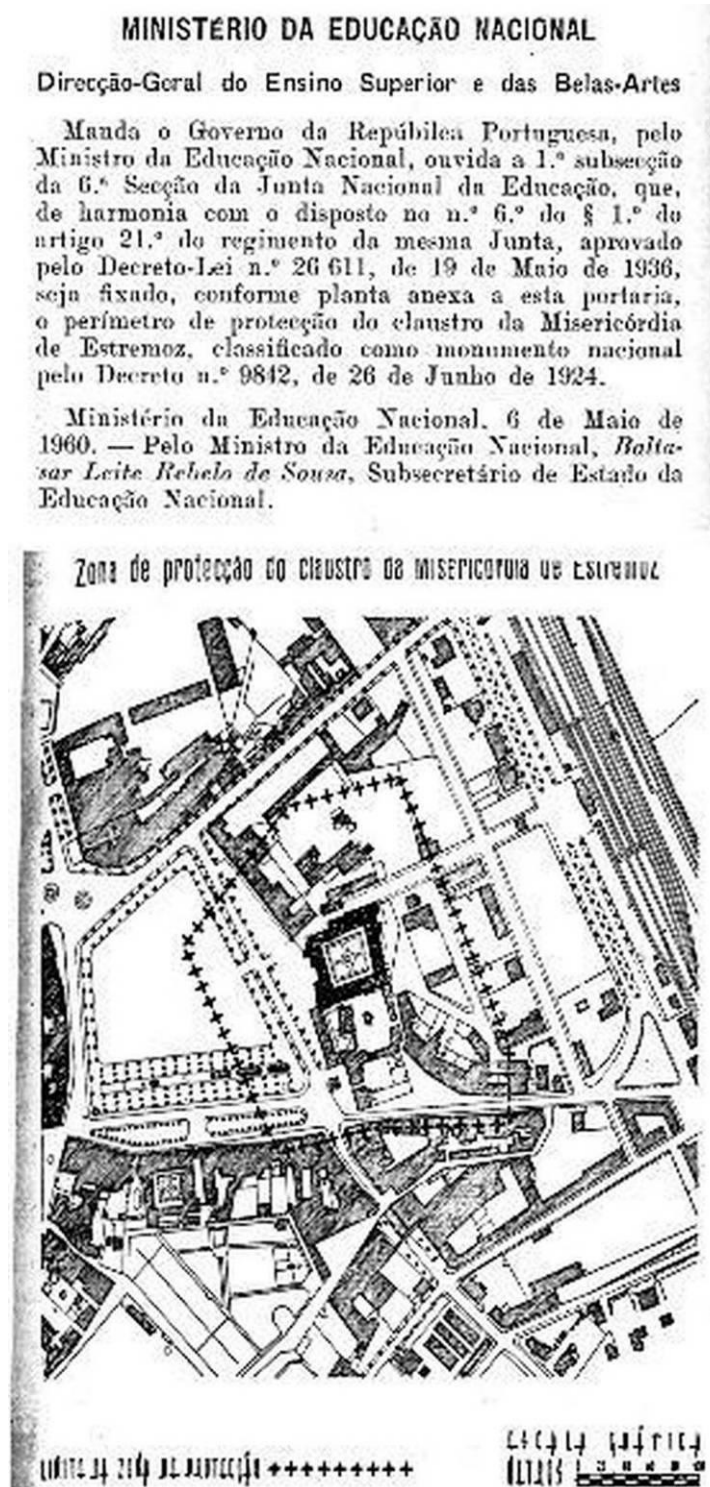 MINISTÉRIO DA EDUCAÇÃO NACIONAL
Direcção-Geral do Ensino Superior e das Belas-Artes
Manda o Governo da Repúbilca Portuguesa, pelo
Ministro da Educação Nacional, ouvida a 1.ª subsecção
da 6.ª Secção da Junta Nacional da Educação, que,
de harmonia com o disposto no n.º 6.º do § 1.º do
artigo 21.º do regimento da mesma Junta, aprovado
pelo Decreto-Lei n.º 26 611, de 19 de Maio de 1936,
seja fixado, conforme planta anexa a esta portaria,
o perímetro de protecção do claustro da Misericórdia
de Estremoz, classificado como monumento nacional
pelo Decreto n.º 9842, de 26 de Junho de 1924.
Ministério da Educação Nacional, 6 de Maio de
1960. — Pelo Ministro da Educação Nacional, Balta-
sar Leite Rebelo de Sousa, Subsecretário de Estado da
Educação Nacional.
Zona de protecção do claustro da Misericórdia de Estremoz
LIMITE DA ZONA DE PROTECÇÃO +++++++++
ESCALA GRÁFICA
METROS